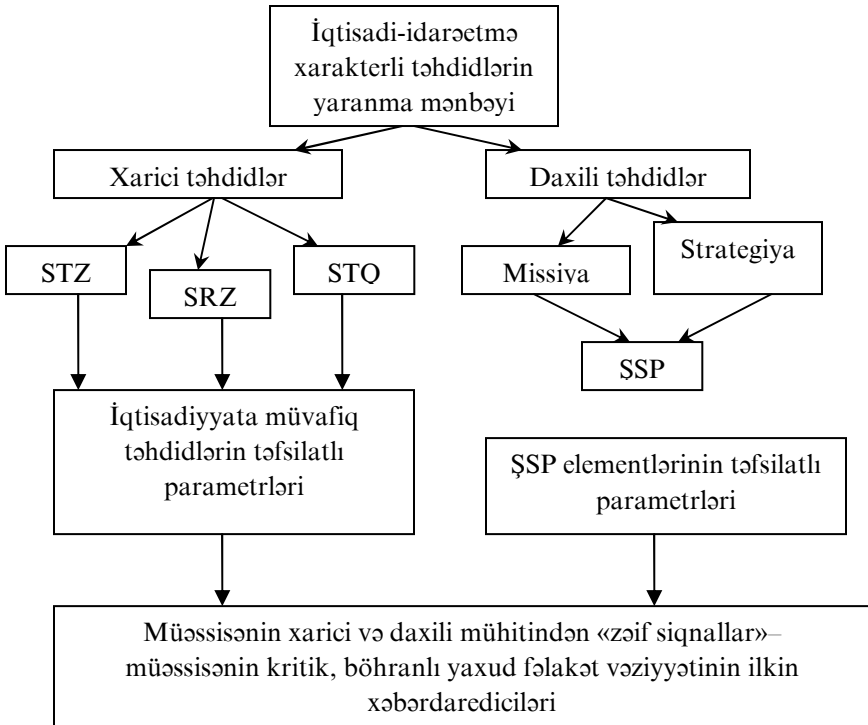 İqtisadi-idarəetmə
xarakterli təhdidlərin
yaranma mənbəyi
Xarici təhdidlər
Daxili təhdidlər
STZ
SRZ
STQ
Missiya
Strategiya
ŞSP
İqtisadiyyata müvafiq
təhdidlərin təfsilatlı
parametrləri
ŞSP elementlərinin təfsilatlı
parametrləri
Müəssisənin xarici və daxili mühitindən «zəif siqnallar»–
müəssisənin kritik, böhranlı yaxud fəlakət vəziyyətinin ilkin
xəbərdarediciləri